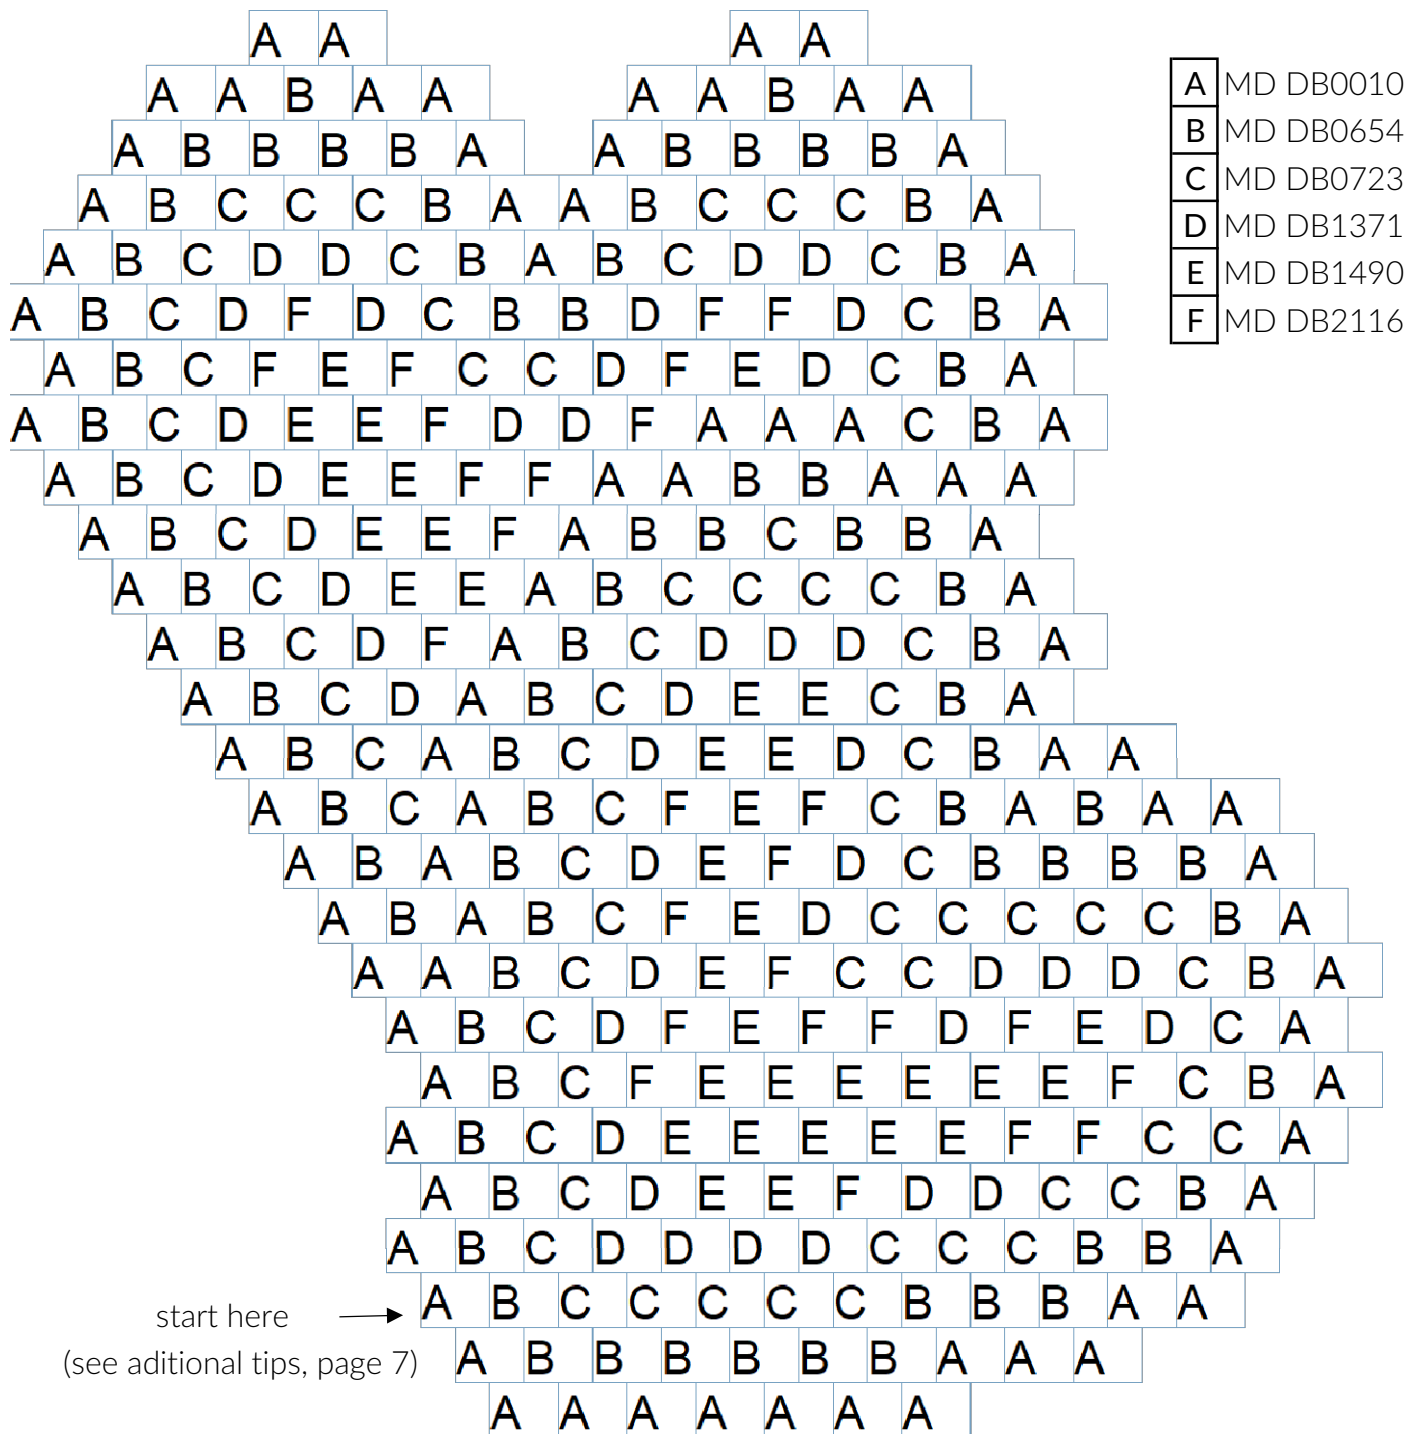 A A A A
A A B A A A A B A A
A B B B B A A B B B B A
A B C C C B A A B C C C B A
A B C D D C B A B C D D C B A
A B C D F D C B B D F F D C B A
A B C F E F C C D F E D C B A
A B C D E E F D D F A A A C B A
A B C D E E F F A A B B A A A
A B C D E E F A B B C B B A
A B C D E E A B C C C C B A
A B C D F A B C D D D C B A
A B C D A B C D E E C B A
A B C A B C D E E D C B A A
A B C A B C F E F C B A B A A
A B A B C D E F D C B B B B A
A B A B C F E D C C C C C B A
A A B C D E F C C D D D C B A
A B C D F E F F D F E D C A
A B C F E E E E E E F C B A
A B C D E E E E E F F C C A
A B C D E E F D D C C B A
A B C D D D D C C C B B A
A B C C C C C B B B A A
A B B B B B B A A A
A A A A A A A
A MD DB0010
B MD DB0654
C MD DB0723
D MD DB1371
E MD DB1490
F MD DB2116
start here
(see aditional tips, page 7)